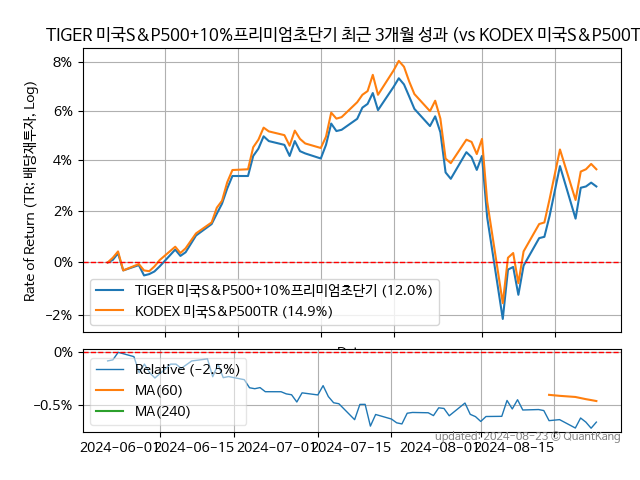 TIGER 미국S&P500+10%프리미엄초단기 최근 3개월 성과 (vs KODEX 미국S&P500T
Rate of Return (TR: 배당재투자, Log)
8%
6%
4%
2%
0%
−2%
TIGER 미국S&P500+10%프리미엄초단기 (12.0%)
KODEX 미국S&P500TR (14.9%)
0%
−0.5%
Relative (−2.5%)
MA(60)
MA(240)
2024−06−01
2024−06−15
2024−07−01
2024−07−15
2024−08−01
2024−08−15
updated: 2024−08−23 © QuantKang